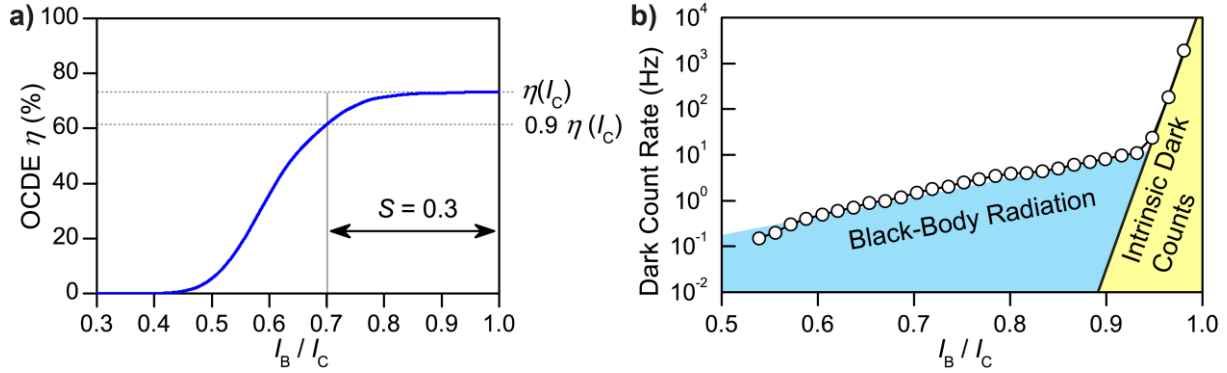 a)
100
80
60
40
20
0
OCDE η (%)
η(I_C)
0.9 η(I_C)
S = 0.3
0.3 0.4 0.5 0.6 0.7 0.8 0.9 1.0
I_B / I_C
b)
10^4
10^3
10^2
10^1
10^0
10^-1
10^-2
Dark Count Rate (Hz)
Black-Body Radiation
Intrinsic Dark
Counts
0.5 0.6 0.7 0.8 0.9 1.0
I_B / I_C